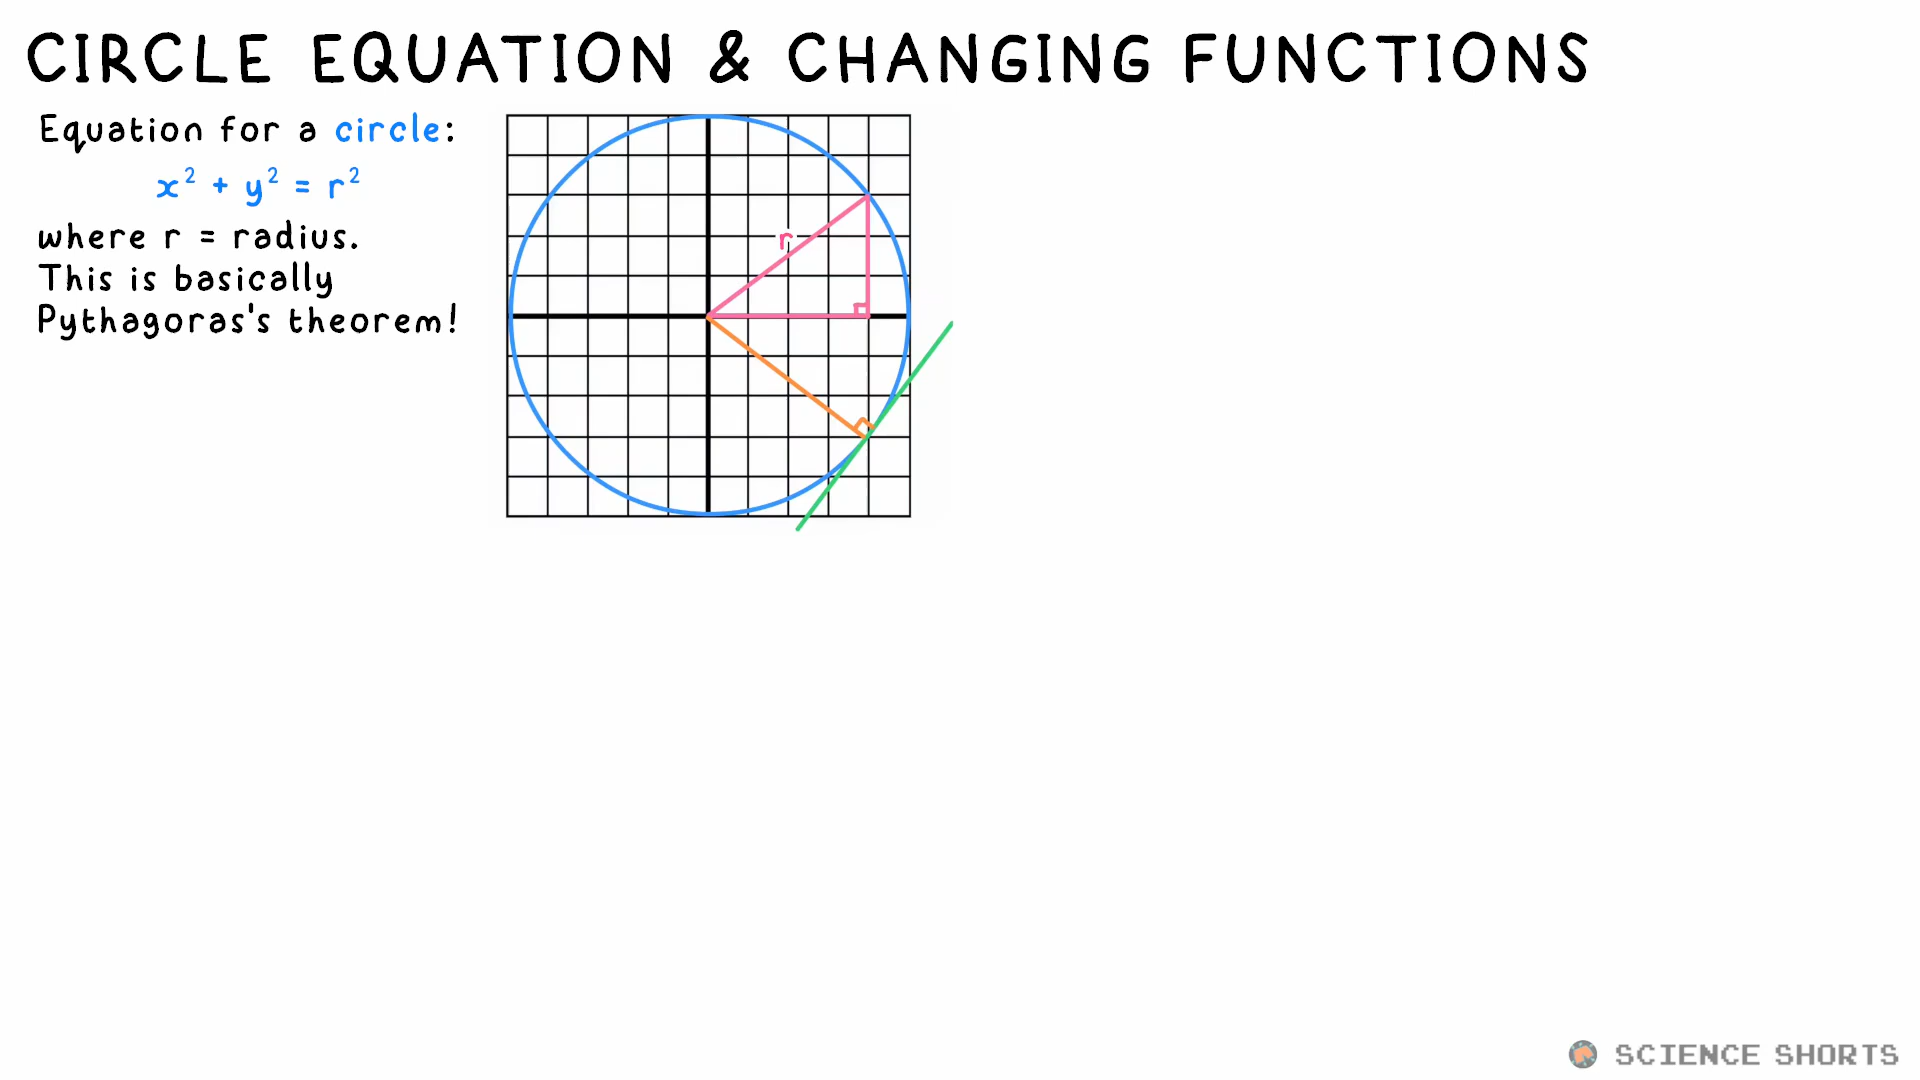 CIRCLE EQUATION & CHANGING FUNCTIONS
Equation for a circle:
x² + y² = r²
where r = radius.
This is basically
Pythagoras's theorem!
r
SCIENCE SHORTS